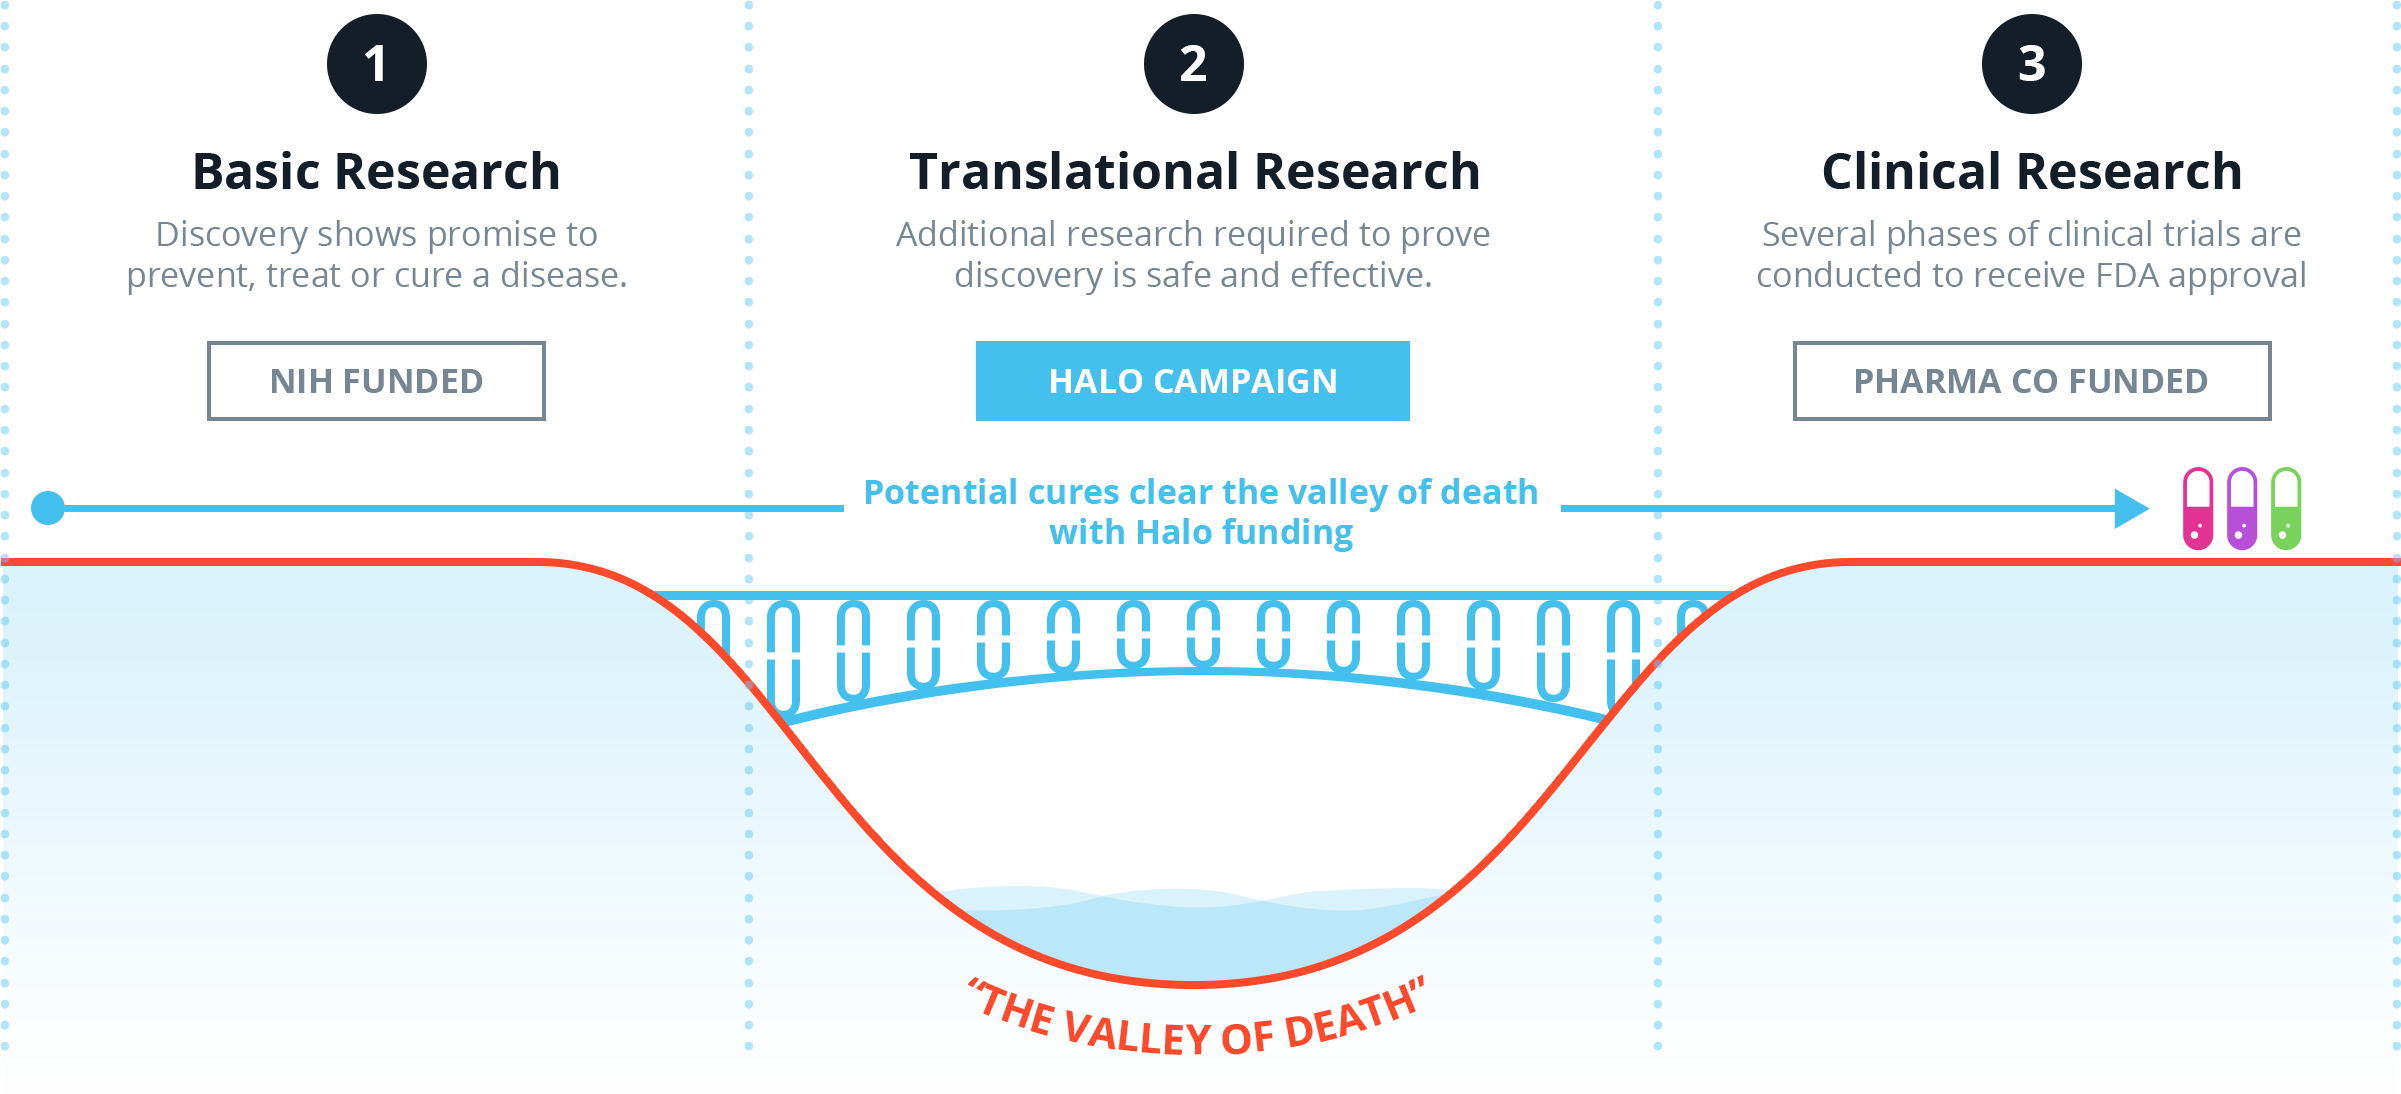 1
Basic Research
Discovery shows promise to
prevent, treat or cure a disease.
NIH FUNDED
2
Translational Research
Additional research required to prove
discovery is safe and effective.
HALO CAMPAIGN
3
Clinical Research
Several phases of clinical trials are
conducted to receive FDA approval
PHARMA CO FUNDED
Potential cures clear the valley of death
with Halo funding
“THE VALLEY OF DEATH”